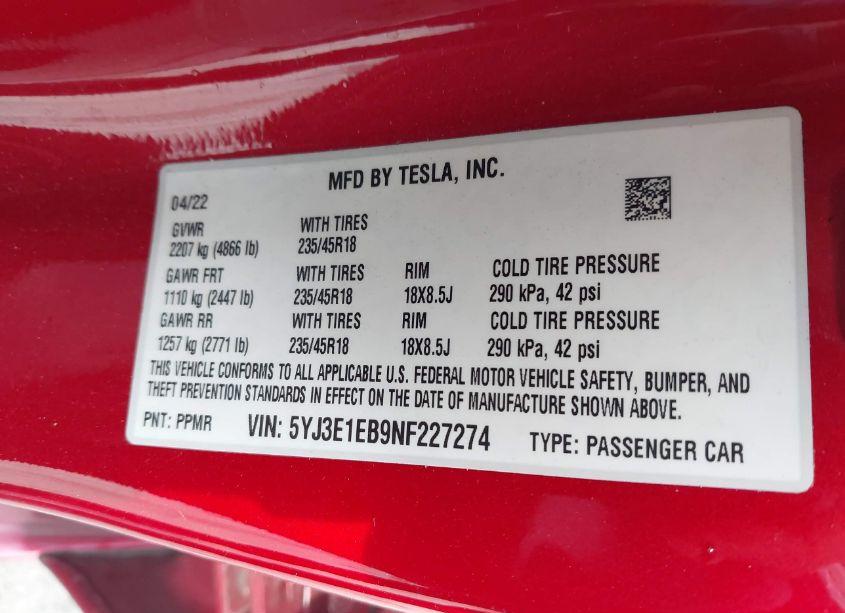 MFD BY TESLA, INC.
04/22
GVWR WITH TIRES
2207 kg (4866 lb) 235/45R18
GAWR FRT WITH TIRES RIM COLD TIRE PRESSURE
1110 kg (2447 lb) 235/45R18 18X8.5J 290 kPa, 42 psi
GAWR RR WITH TIRES RIM COLD TIRE PRESSURE
1257 kg (2771 lb) 235/45R18 18X8.5J 290 kPa, 42 psi
THIS VEHICLE CONFORMS TO ALL APPLICABLE U.S. FEDERAL MOTOR VEHICLE SAFETY, BUMPER, AND
THEFT PREVENTION STANDARDS IN EFFECT ON THE DATE OF MANUFACTURE SHOWN ABOVE.
PNT: PPMR VIN: 5YJ3E1EB9NF227274 TYPE: PASSENGER CAR